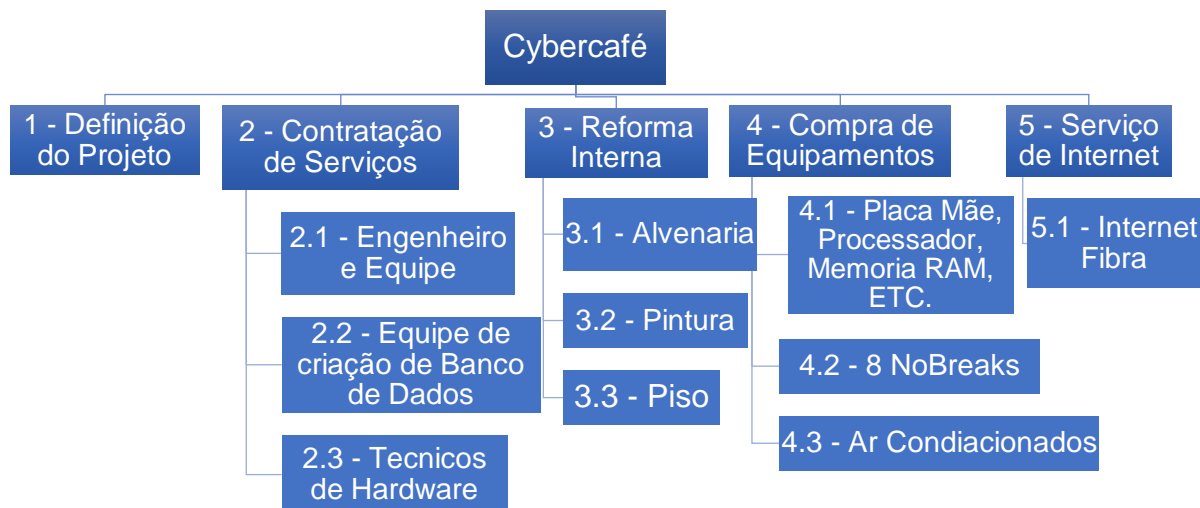 Cybercafé
1 - Definição
do Projeto
2 - Contratação
de Serviços
2.1 - Engenheiro
e Equipe
2.2 - Equipe de
criação de Banco
de Dados
2.3 - Tecnicos
de Hardware
3 - Reforma
Interna
3.1 - Alvenaria
3.2 - Pintura
3.3 - Piso
4 - Compra de
Equipamentos
4.1 - Placa Mãe,
Processador,
Memoria RAM,
ETC.
4.2 - 8 NoBreaks
4.3 - Ar Condiacionados
5 - Serviço
de Internet
5.1 - Internet
Fibra